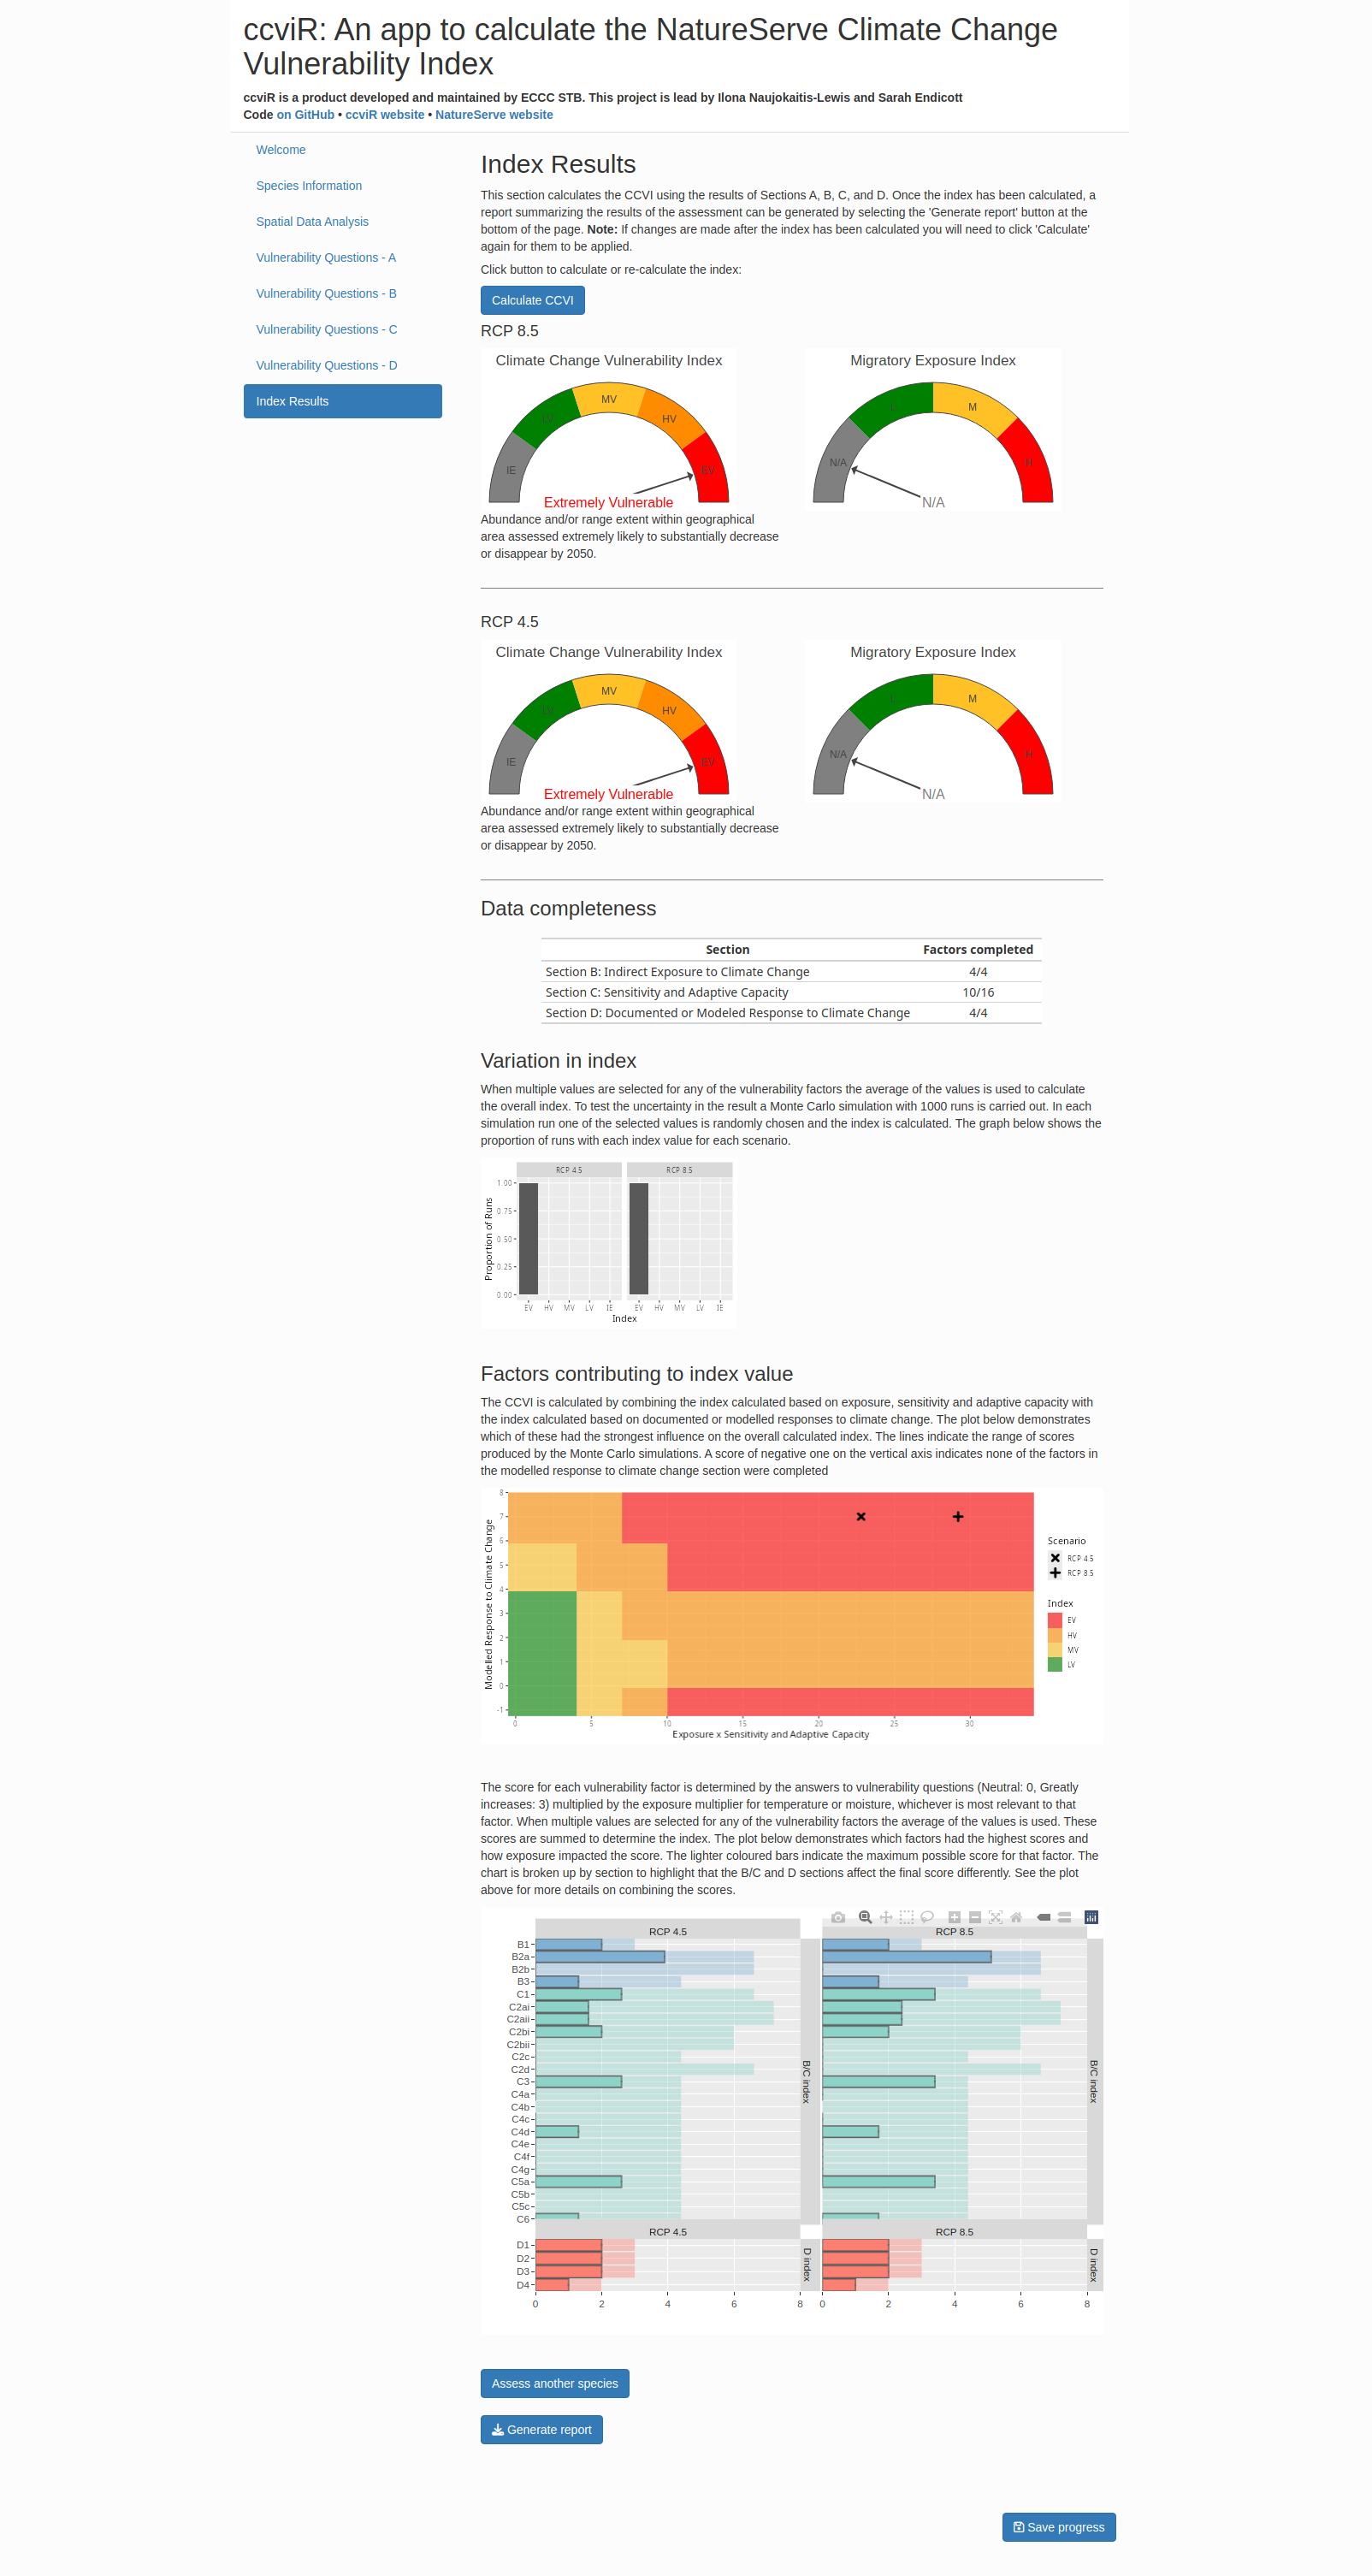 ccviR: An app to calculate the NatureServe Climate Change
Vulnerability Index
ccviR is a product developed and maintained by ECCC STB. This project is lead by Ilona Naujokaitis-Lewis and Sarah Endicott
Code on GitHub • ccviR website • NatureServe website
Welcome
Species Information
Spatial Data Analysis
Vulnerability Questions - A
Vulnerability Questions - B
Vulnerability Questions - C
Vulnerability Questions - D
Index Results
Index Results
This section calculates the CCVI using the results of Sections A, B, C, and D. Once the index has been calculated, a
report summarizing the results of the assessment can be generated by selecting the 'Generate report' button at the
bottom of the page. Note: If changes are made after the index has been calculated you will need to click 'Calculate'
again for them to be applied.
Click button to calculate or re-calculate the index:
Calculate CCVI
RCP 8.5
Climate Change Vulnerability Index
IE LV MV HV EV
Extremely Vulnerable
Abundance and/or range extent within geographical
area assessed extremely likely to substantially decrease
or disappear by 2050.
Migratory Exposure Index
N/A L M H
N/A
RCP 4.5
Climate Change Vulnerability Index
IE LV MV HV EV
Extremely Vulnerable
Abundance and/or range extent within geographical
area assessed extremely likely to substantially decrease
or disappear by 2050.
Migratory Exposure Index
N/A L M H
N/A
Data completeness
Section Factors completed
Section B: Indirect Exposure to Climate Change 4/4
Section C: Sensitivity and Adaptive Capacity 10/16
Section D: Documented or Modeled Response to Climate Change 4/4
Variation in index
When multiple values are selected for any of the vulnerability factors the average of the values is used to calculate
the overall index. To test the uncertainty in the result a Monte Carlo simulation with 1000 runs is carried out. In each
simulation run one of the selected values is randomly chosen and the index is calculated. The graph below shows the
proportion of runs with each index value for each scenario.
RCP 4.5 RCP 8.5
Proportion of Runs
1.00
0.75
0.50
0.25
0.00
EV HV MV LV IE EV HV MV LV IE
Index
Factors contributing to index value
The CCVI is calculated by combining the index calculated based on exposure, sensitivity and adaptive capacity with
the index calculated based on documented or modelled responses to climate change. The plot below demonstrates
which of these had the strongest influence on the overall calculated index. The lines indicate the range of scores
produced by the Monte Carlo simulations. A score of negative one on the vertical axis indicates none of the factors in
the modelled response to climate change section were completed
Modelled Response to Climate Change
8
7
6
5
4
3
2
1
0
-1
0 5 10 15 20 25 30
Exposure x Sensitivity and Adaptive Capacity
Scenario
RCP 4.5
RCP 8.5
Index
EV
HV
MV
LV
The score for each vulnerability factor is determined by the answers to vulnerability questions (Neutral: 0, Greatly
increases: 3) multiplied by the exposure multiplier for temperature or moisture, whichever is most relevant to that
factor. When multiple values are selected for any of the vulnerability factors the average of the values is used. These
scores are summed to determine the index. The plot below demonstrates which factors had the highest scores and
how exposure impacted the score. The lighter coloured bars indicate the maximum possible score for that factor. The
chart is broken up by section to highlight that the B/C and D sections affect the final score differently. See the plot
above for more details on combining the scores.
RCP 4.5 RCP 8.5
B1
B2a
B2b
B3
C1
C2ai
C2aii
C2bi
C2bii
C2c
C2d
C3
C4a
C4b
C4c
C4d
C4e
C4f
C4g
C5a
C5b
C5c
C6
B/C index B/C index
RCP 4.5 RCP 8.5
D1
D2
D3
D4
D index D index
0 2 4 6 8 0 2 4 6 8
Assess another species
Generate report
Save progress